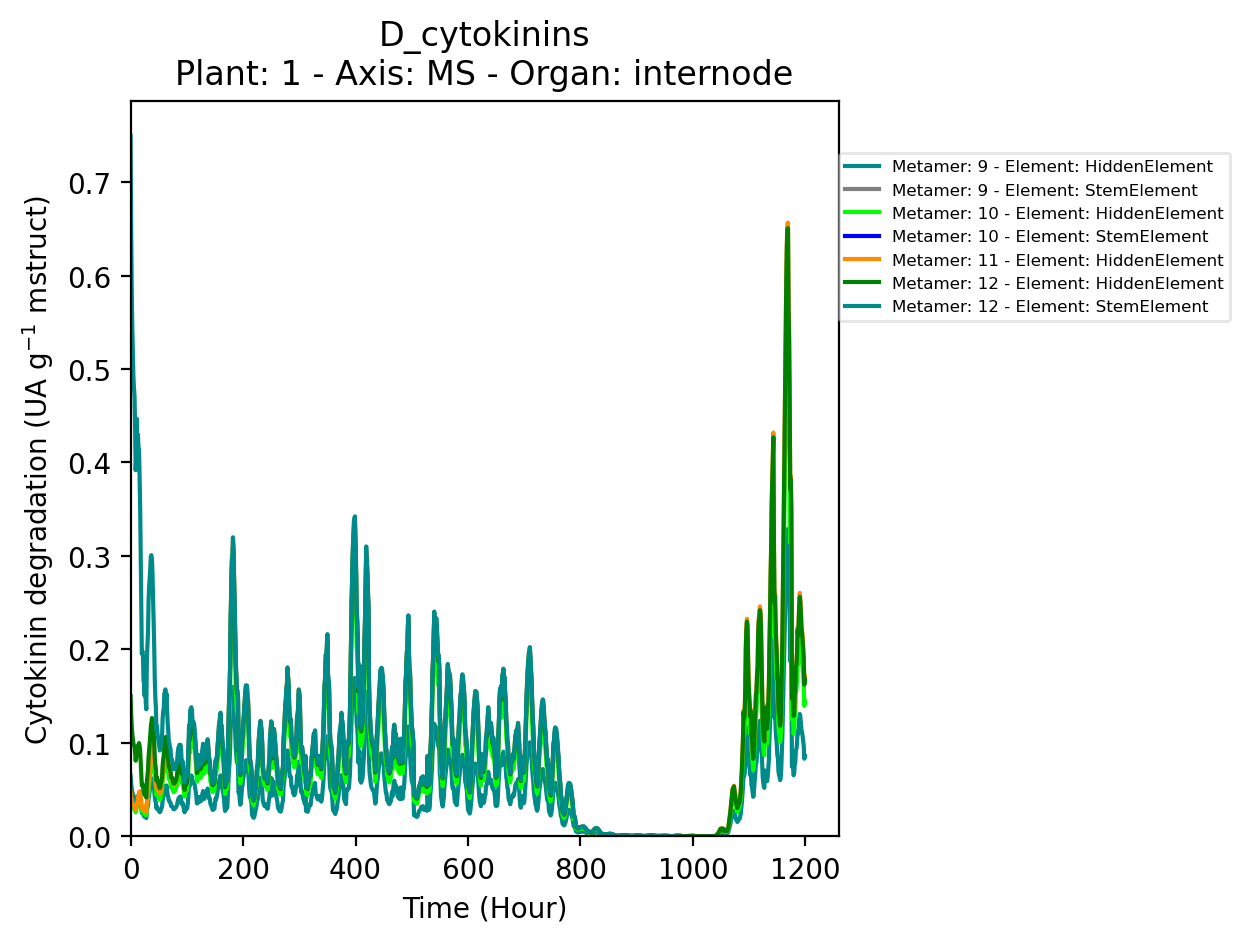 D_cytokinins
Plant: 1 - Axis: MS - Organ: internode
Cytokinin degradation (UA g⁻¹ mstruct)
0.7
0.6
0.5
0.4
0.3
0.2
0.1
0.0
0 200 400 600 800 1000 1200
Time (Hour)
Metamer: 9 - Element: HiddenElement
Metamer: 9 - Element: StemElement
Metamer: 10 - Element: HiddenElement
Metamer: 10 - Element: StemElement
Metamer: 11 - Element: HiddenElement
Metamer: 12 - Element: HiddenElement
Metamer: 12 - Element: StemElement